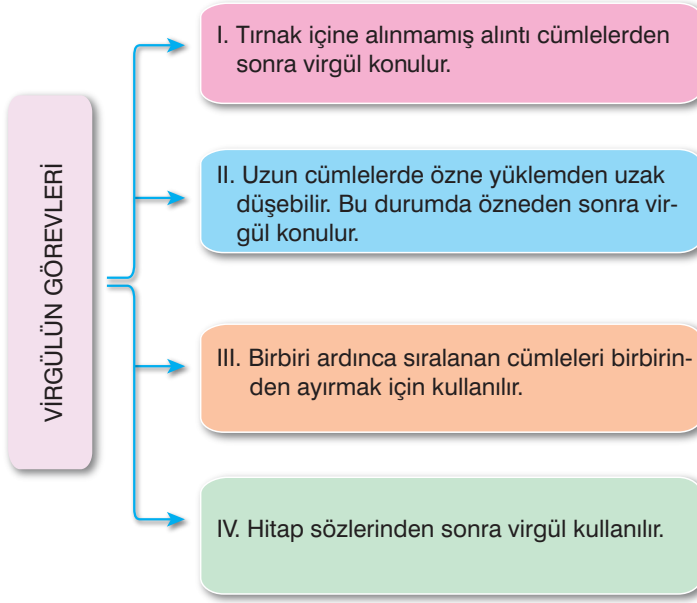 VİRGÜLÜN GÖREVLERİ
I. Tırnak içine alınmamış alıntı cümlelerden
sonra virgül konulur.
II. Uzun cümlelerde özne yüklemden uzak
düşebilir. Bu durumda özneden sonra vir-
gül konulur.
III. Birbiri ardınca sıralanan cümleleri birbirin-
den ayırmak için kullanılır.
IV. Hitap sözlerinden sonra virgül kullanılır.